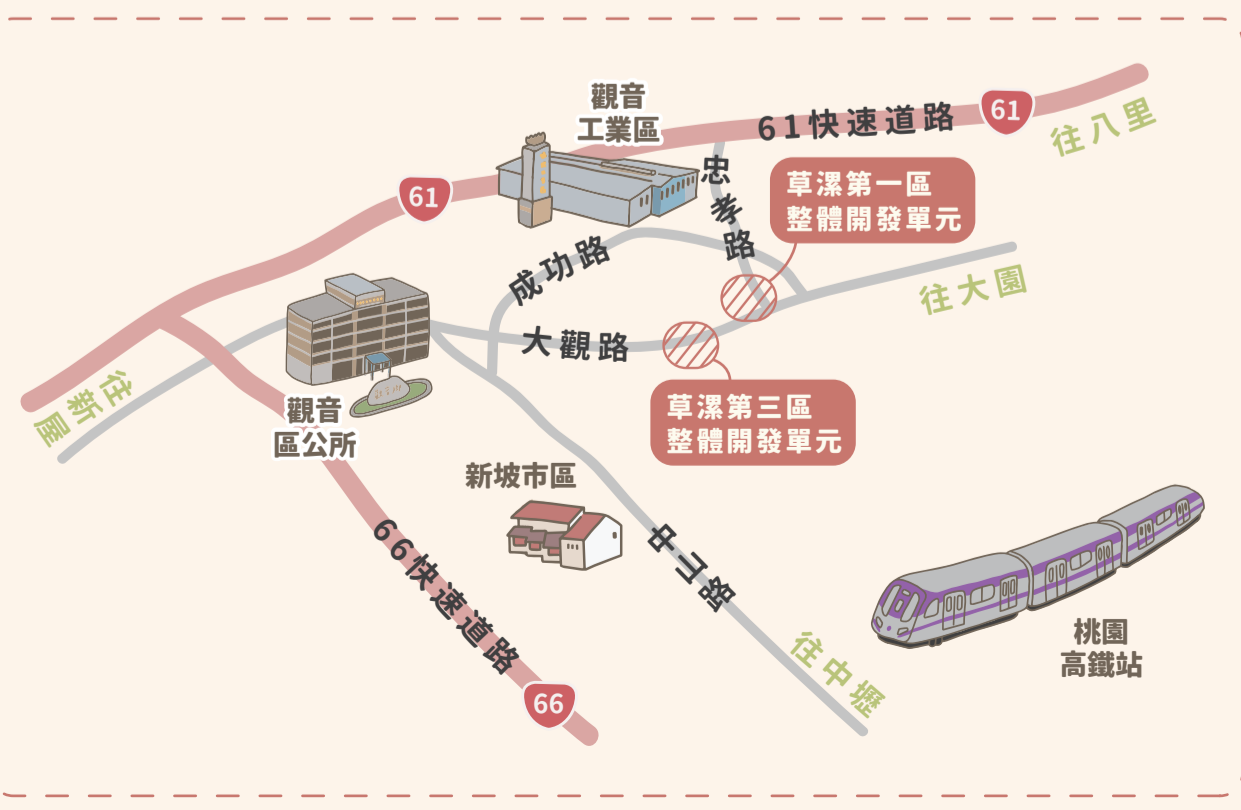 觀音
工業區
61快速道路
61
往八里
忠孝路
草漯第一區
整體開發單元
61
成功路
往大園
大觀路
往新屋
觀音
區公所
草漯第三區
整體開發單元
新坡市區
66快速道路
中山路
桃園
高鐵站
往中壢
66